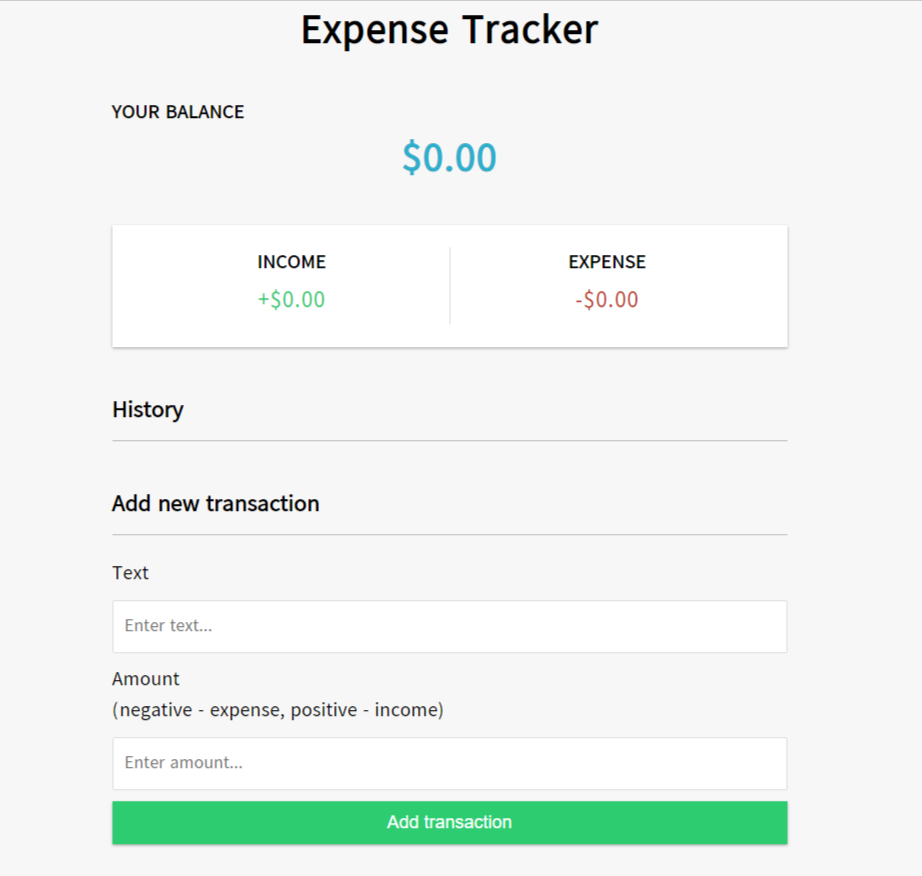 Expense Tracker
YOUR BALANCE
$0.00
INCOME
EXPENSE
+$0.00
-$0.00
History
Add new transaction
Text
Enter text...
Amount
(negative - expense, positive - income)
Enter amount...
Add transaction